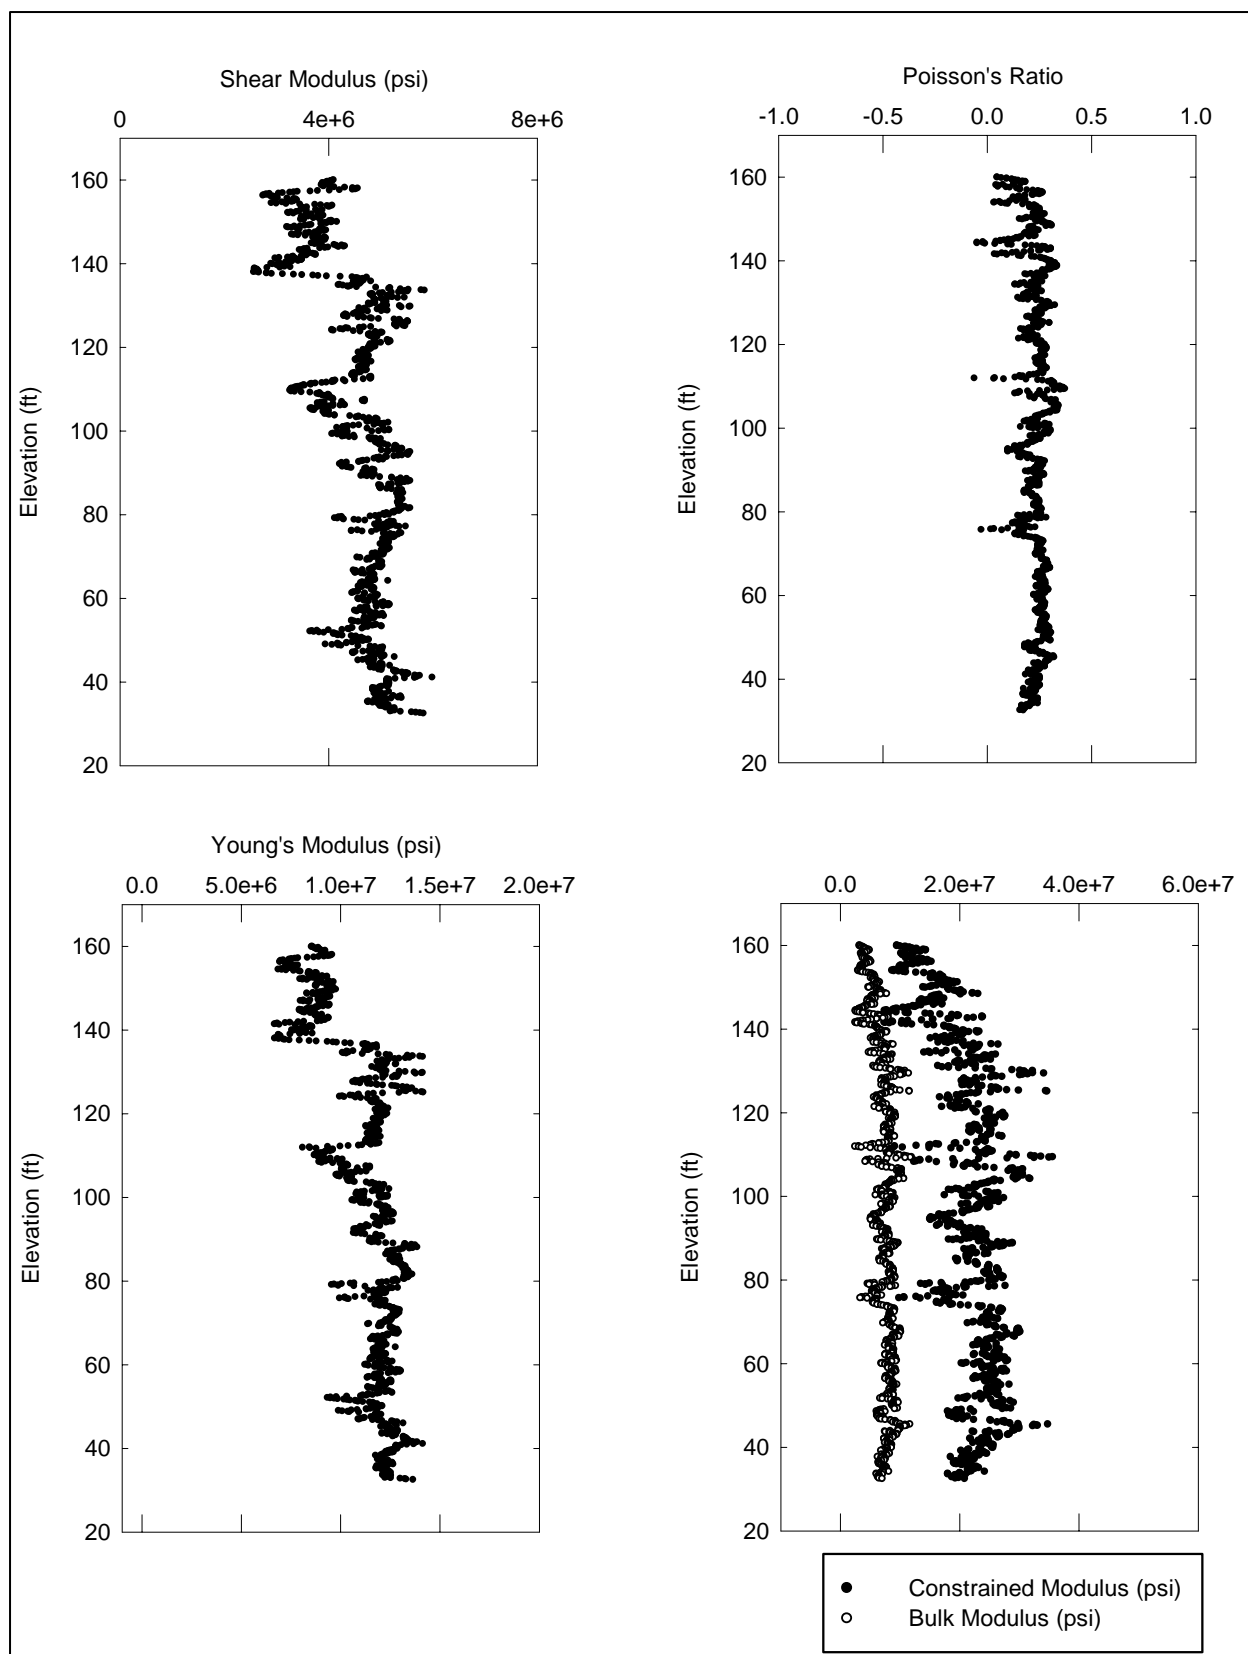 Shear Modulus (psi)
0 4e+6 8e+6
160
140
120
100
80
60
40
20
Elevation (ft)
Poisson's Ratio
-1.0 -0.5 0.0 0.5 1.0
160
140
120
100
80
60
40
20
Elevation (ft)
Young's Modulus (psi)
0.0 5.0e+6 1.0e+7 1.5e+7 2.0e+7
160
140
120
100
80
60
40
20
Elevation (ft)
0.0 2.0e+7 4.0e+7 6.0e+7
160
140
120
100
80
60
40
20
Elevation (ft)
Constrained Modulus (psi)
Bulk Modulus (psi)